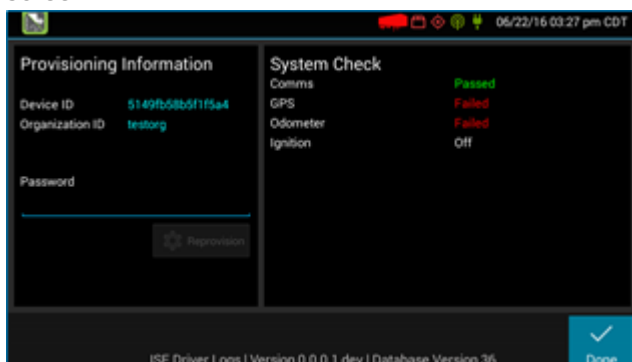 06/22/16 03:27 pm CDT
Provisioning Information
Device ID 5149fb58b5f1f5a4
Organization ID testorg
Password
Reprovision
System Check
Comms Passed
GPS Failed
Odometer Failed
Ignition Off
Done
ISE Driver Logs | Version 0.0.0.1 dev | Database Version 36